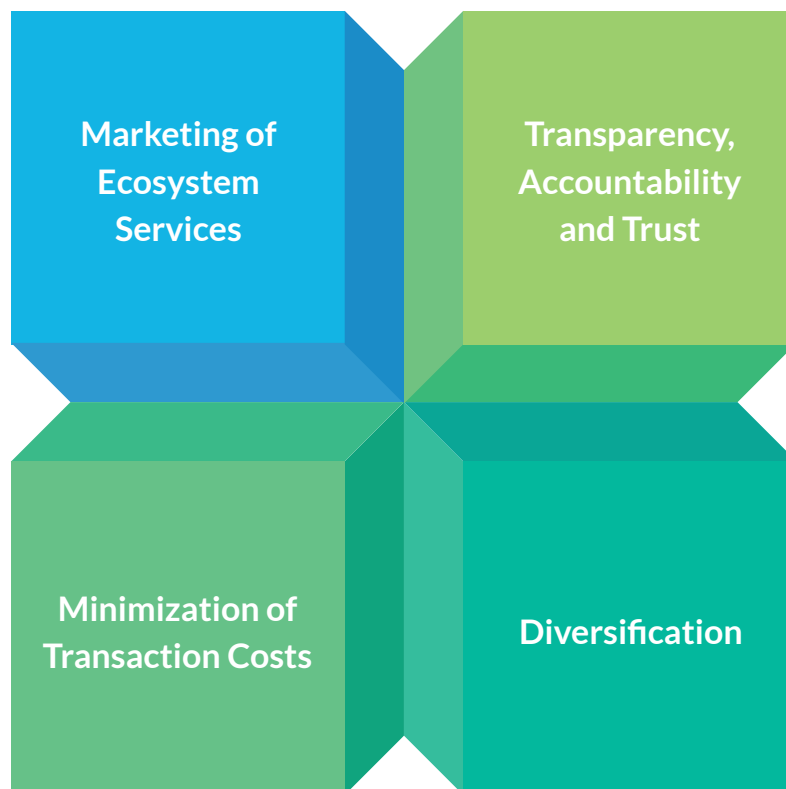 Marketing of
Ecosystem
Services
Transparency,
Accountability
and Trust
Minimization of
Transaction Costs
Diversification